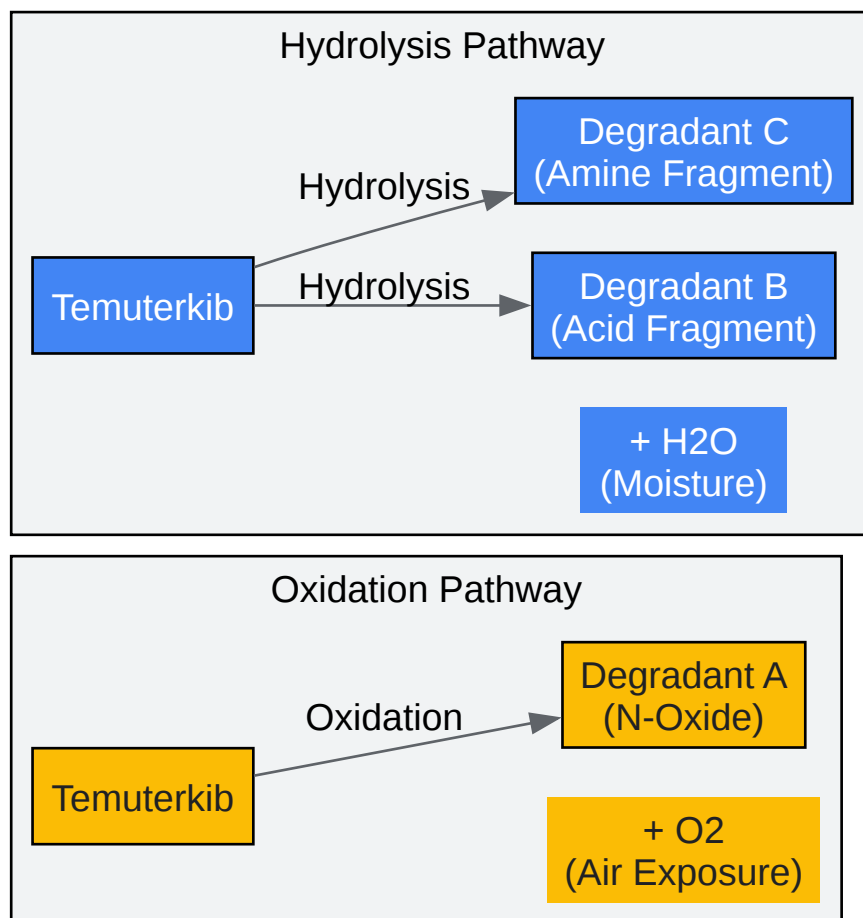 Hydrolysis Pathway
Degradant C
(Amine Fragment)
Hydrolysis
Temuterkib
Hydrolysis
Degradant B
(Acid Fragment)
+ H2O
(Moisture)
Oxidation Pathway
Degradant A
(N-Oxide)
Oxidation
Temuterkib
+ O2
(Air Exposure)